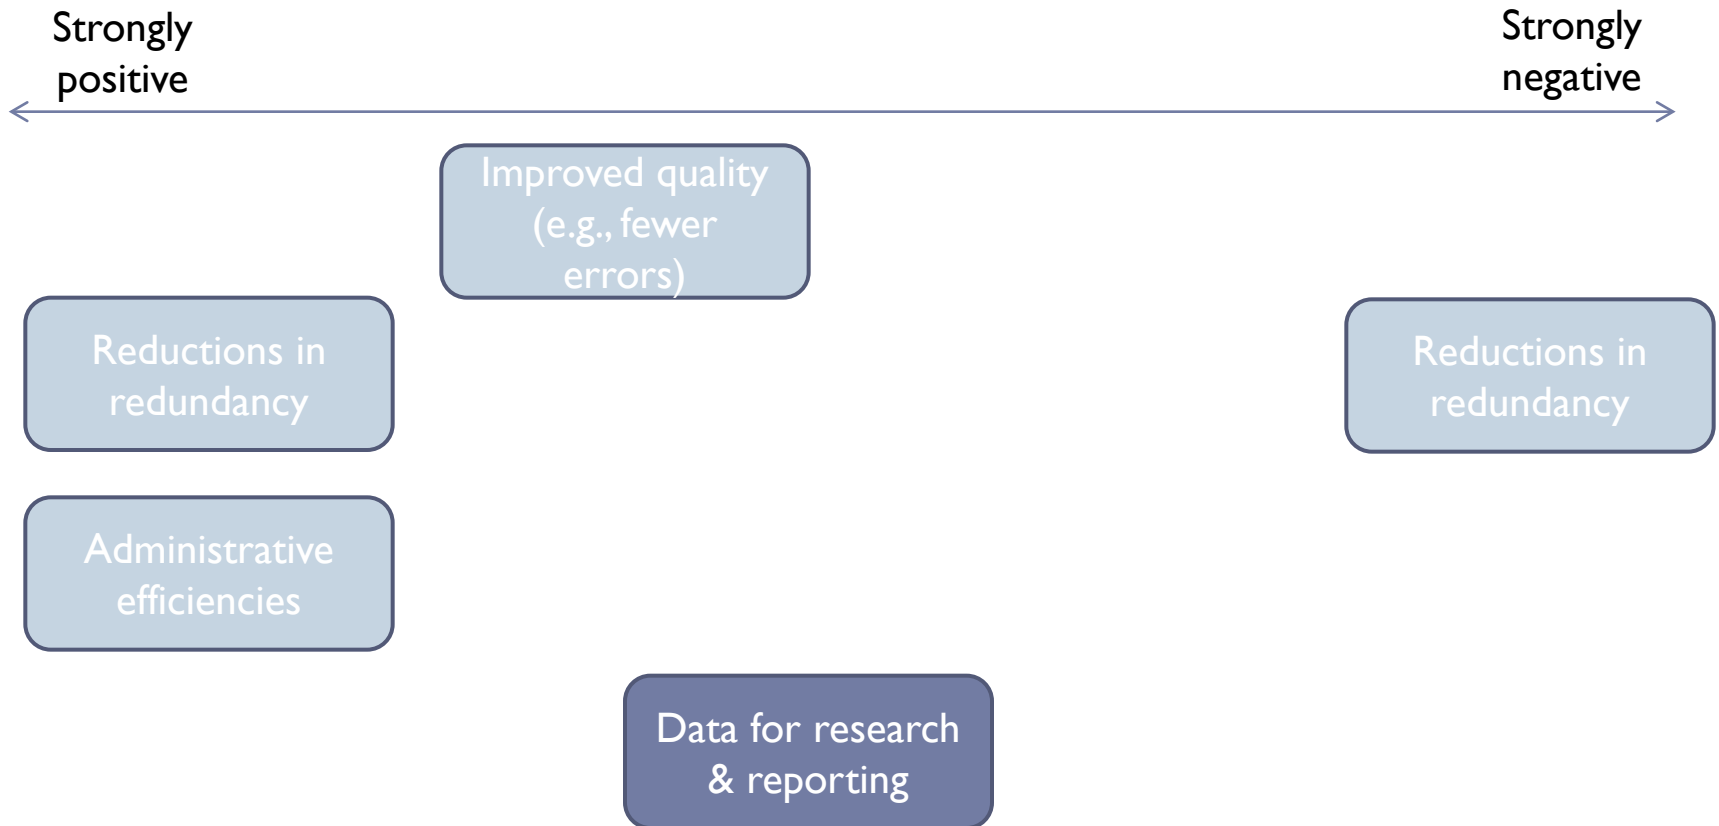 Strongly
positive
Strongly
negative
Improved quality
(e.g., fewer
errors)
Reductions in
redundancy
Reductions in
redundancy
Administrative
efficiencies
Data for research
& reporting